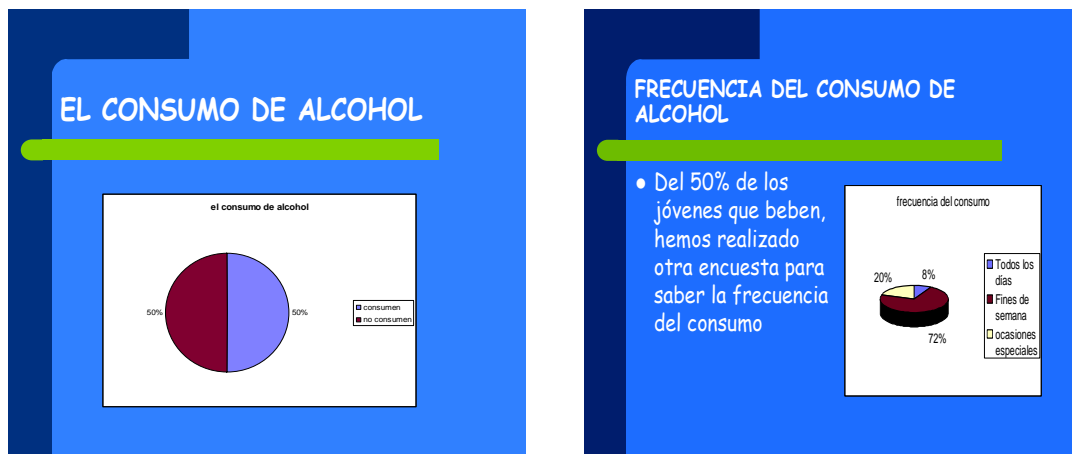 EL CONSUMO DE ALCOHOL
el consumo de alcohol
50%
50%
consumen
no consumen
FRECUENCIA DEL CONSUMO DE
ALCOHOL
Del 50% de los
jóvenes que beben,
hemos realizado
otra encuesta para
saber la frecuencia
del consumo
frecuencia del consumo
20%
8%
72%
Todos los
días
Fines de
semana
ocasiones
especiales